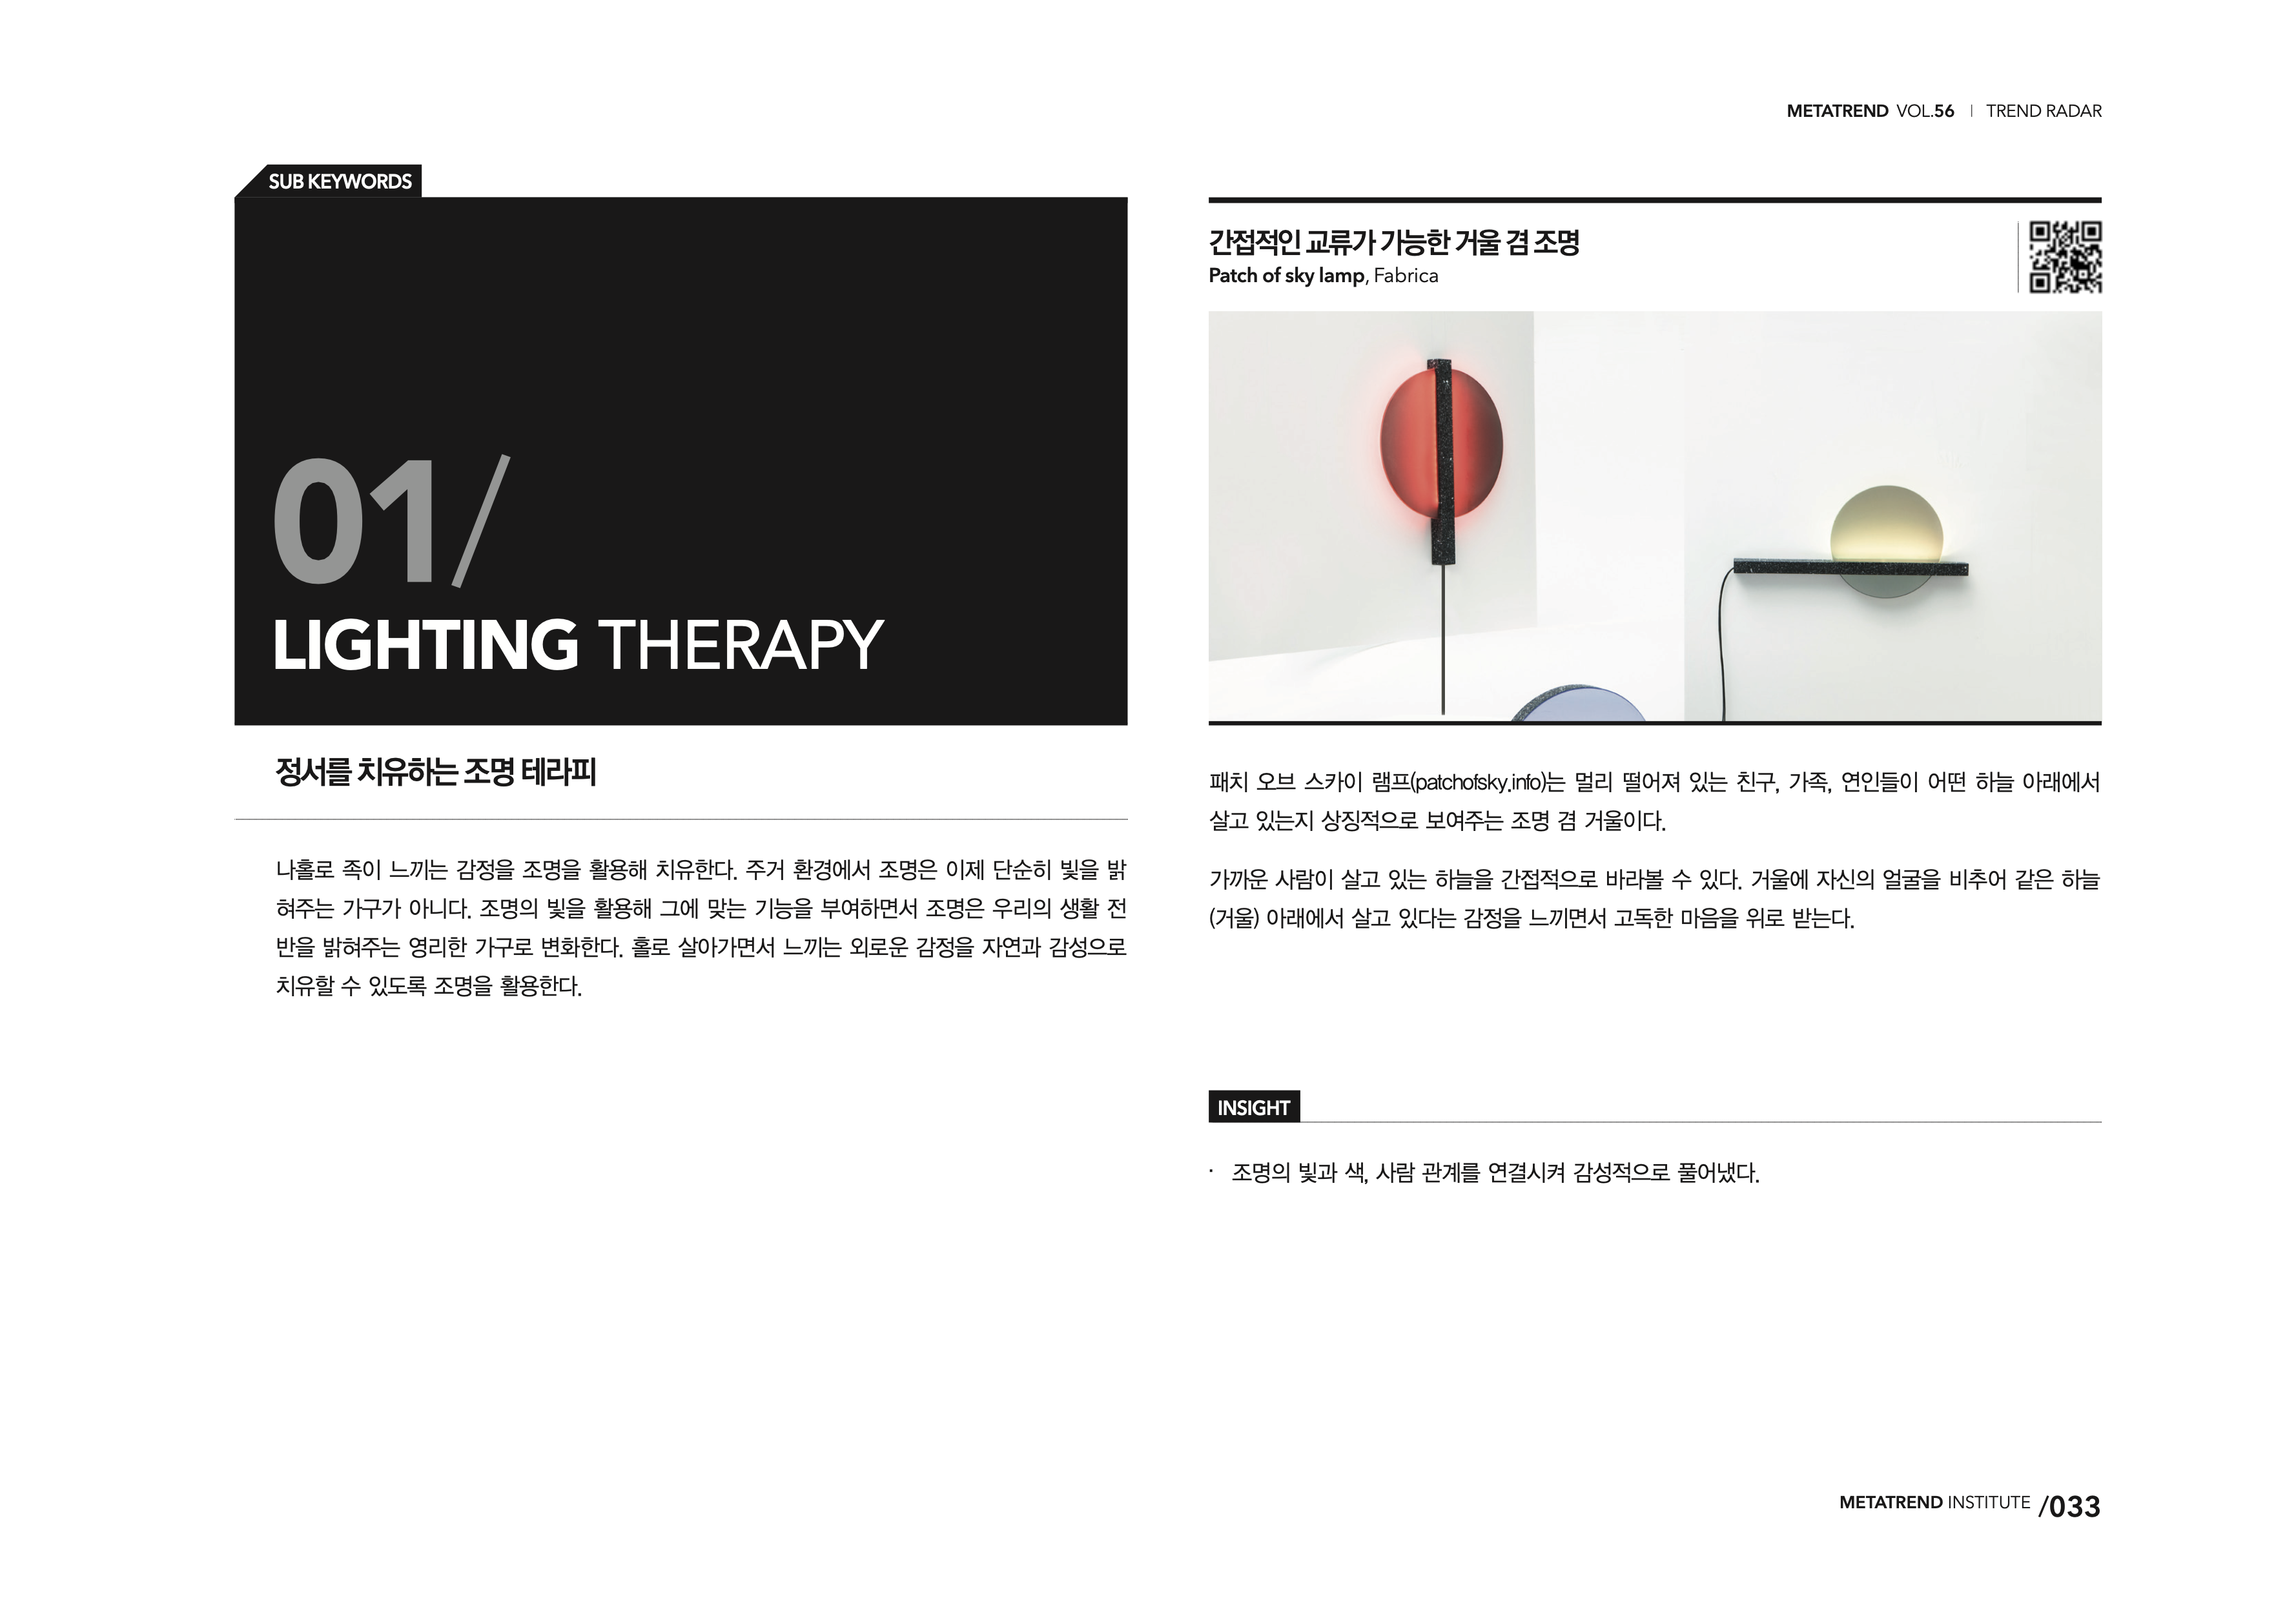 METATREND VOL.56 | TREND RADAR
SUB KEYWORDS
01/
LIGHTING THERAPY
정서를 치유하는 조명 테라피
나홀로 족이 느끼는 감정을 조명을 활용해 치유한다. 주거 환경에서 조명은 이제 단순히 빛을 밝
혀주는 가구가 아니다. 조명의 빛을 활용해 그에 맞는 기능을 부여하면서 조명은 우리의 생활 전
반을 밝혀주는 영리한 가구로 변화한다. 홀로 살아가면서 느끼는 외로운 감정을 자연과 감성으로
치유할 수 있도록 조명을 활용한다.
간접적인 교류가 가능한 거울 겸 조명
Patch of sky lamp, Fabrica
패치 오브 스카이 램프(patchofsky.info)는 멀리 떨어져 있는 친구, 가족, 연인들이 어떤 하늘 아래에서
살고 있는지 상징적으로 보여주는 조명 겸 거울이다.
가까운 사람이 살고 있는 하늘을 간접적으로 바라볼 수 있다. 거울에 자신의 얼굴을 비추어 같은 하늘
(거울) 아래에서 살고 있다는 감정을 느끼면서 고독한 마음을 위로 받는다.
INSIGHT
· 조명의 빛과 색, 사람 관계를 연결시켜 감성적으로 풀어냈다.
METATREND INSTITUTE /033